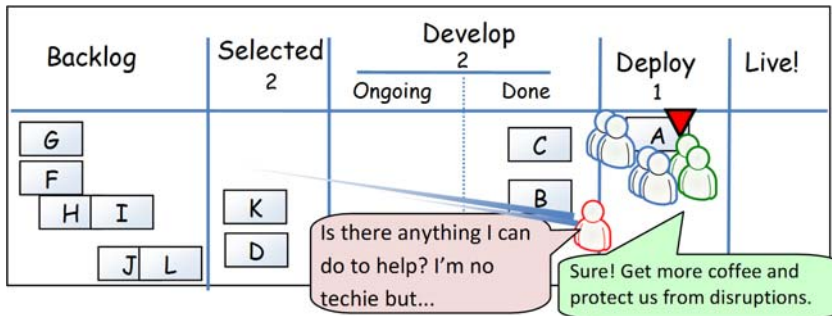 Backlog
Selected
2
Develop
2
Ongoing
Done
Deploy
1
Live!
G
F
H I
J L
K
D
C
B
A
Is there anything I can
do to help? I'm no
techie but...
Sure! Get more coffee and
protect us from disruptions.